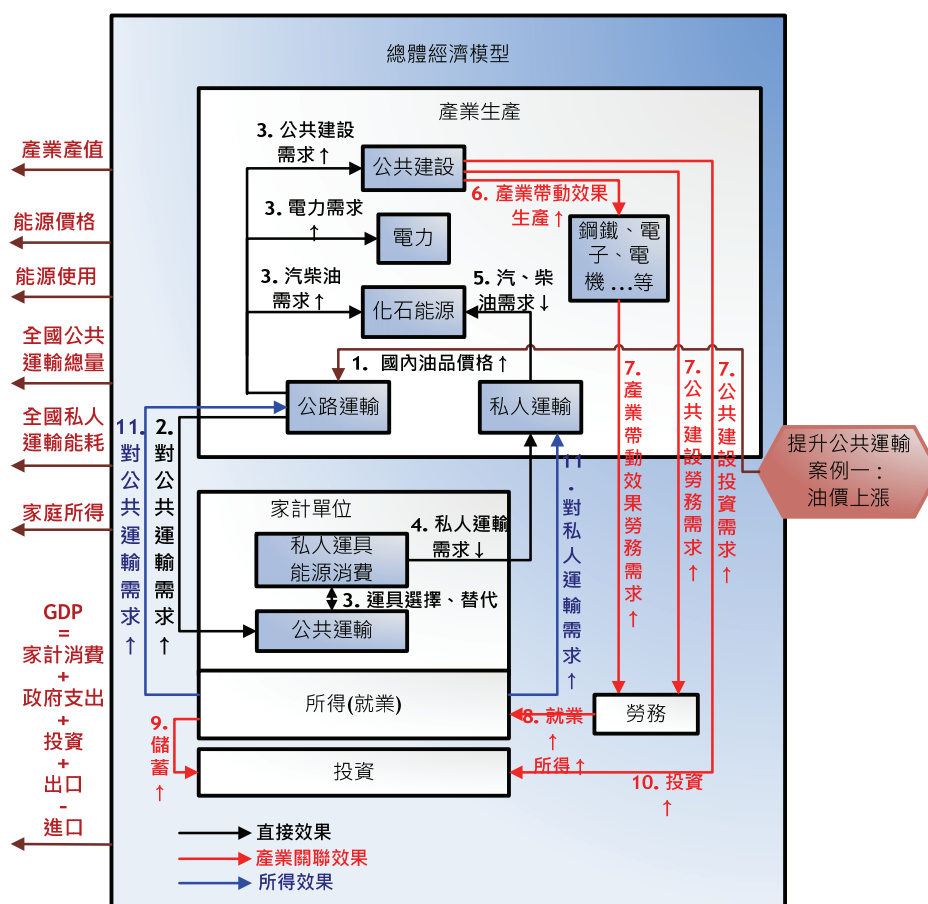 總體經濟模型
產業生產
3. 公共建設
需求↑
公共建設
3. 電力需求
↑
電力
3. 汽柴油
需求↑
化石能源
5. 汽、柴
油需求↓
6. 產業帶動效果
生產↑
鋼鐵、電
子、電
機 …等
1. 國內油品價格↑
公路運輸
私人運輸
7. 產業帶動效果勞務需求↑
7. 公共建設勞務需求↑
7. 公共建設投資需求↑
提升公共運輸
案例一：
油價上漲
11. 對公共運輸需求↑
2. 對公共運輸需求↑
家計單位
私人運具
能源消費
4. 私人運輸
需求↓
3. 運具選擇、替代
公共運輸
11. 對私人運輸需求↑
所得(就業)
勞務
8. 就業
↑
所得↑
9. 儲蓄↑
投資
10. 投資
↑
直接效果
產業關聯效果
所得效果
產業產值
能源價格
能源使用
全國公共
運輸總量
全國私人
運輸能耗
家庭所得
GDP
=
家計消費
+
政府支出
+
投資
+
出口
-
進口